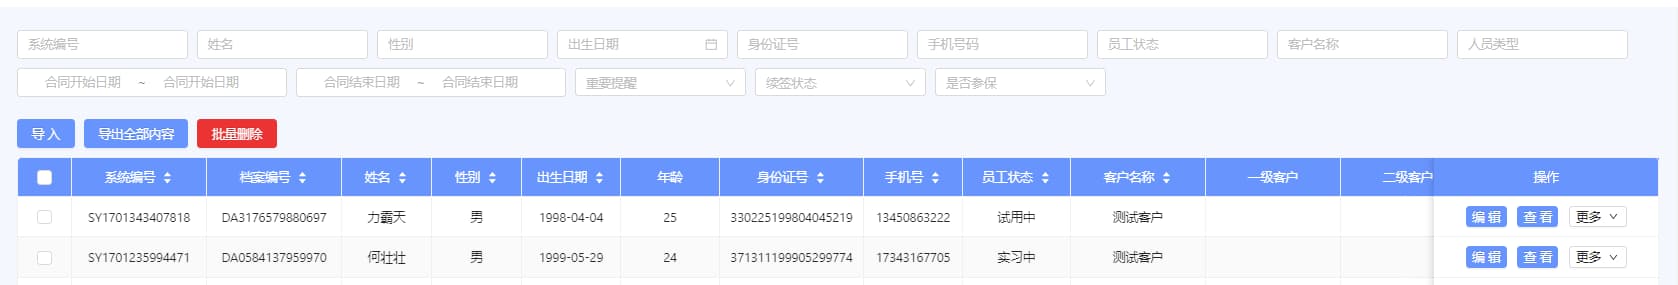 系统编号 姓名 性别 出生日期 身份证号 手机号码 员工状态 客户名称 人员类型
合同开始日期 ~ 合同开始日期 合同结束日期 ~ 合同结束日期 重要提醒 续签状态 是否参保
导入 导出全部内容 批量删除
系统编号 档案编号 姓名 性别 出生日期 年龄 身份证号 手机号 员工状态 客户名称 一级客户 二级客户 操作
SY1701343407818 DA3176579880697 力霸天 男 1998-04-04 25 330225199804045219 13450863222 试用中 测试客户 编辑 查看 更多
SY1701235994471 DA0584137959970 何壮壮 男 1999-05-29 24 371311199905299774 17343167705 实习中 测试客户 编辑 查看 更多